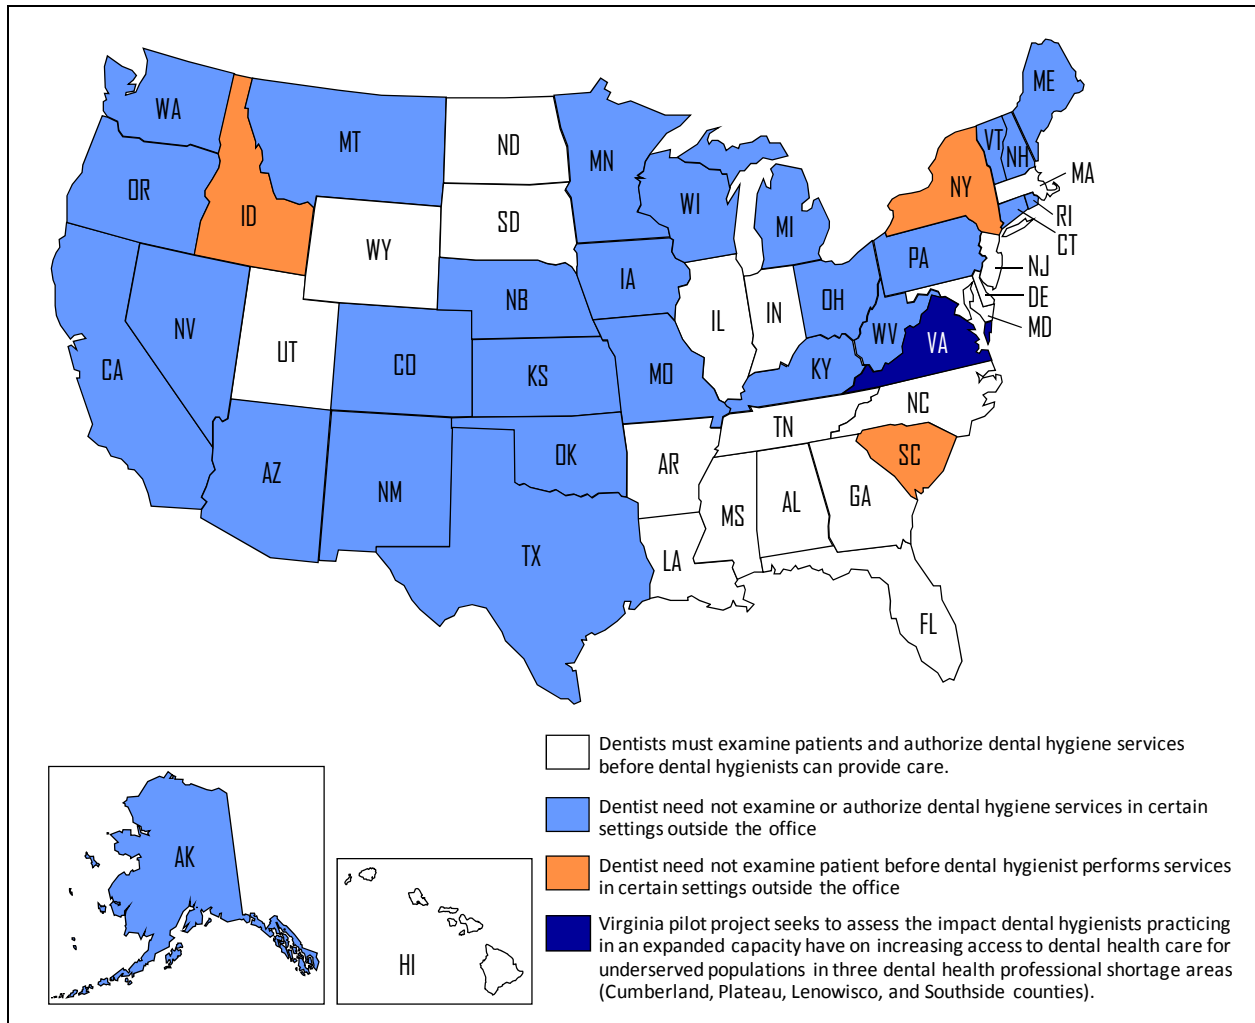 WA
MT
ND
MN
ME
VT
NH
OR
ID
SD
WI
MI
NY
MA
RI
CT
WY
NB
IA
PA
NJ
DE
MD
NV
UT
CO
KS
MO
IL
IN
OH
WV
VA
KY
CA
AZ
NM
OK
AR
TN
NC
SC
TX
LA
MS
AL
GA
FL
AK
HI
Dentists must examine patients and authorize dental hygiene services
before dental hygienists can provide care.
Dentist need not examine or authorize dental hygiene services in certain
settings outside the office
Dentist need not examine patient before dental hygienist performs services
in certain settings outside the office
Virginia pilot project seeks to assess the impact dental hygienists practicing
in an expanded capacity have on increasing access to dental health care for
underserved populations in three dental health professional shortage areas
(Cumberland, Plateau, Lenowisco, and Southside counties).